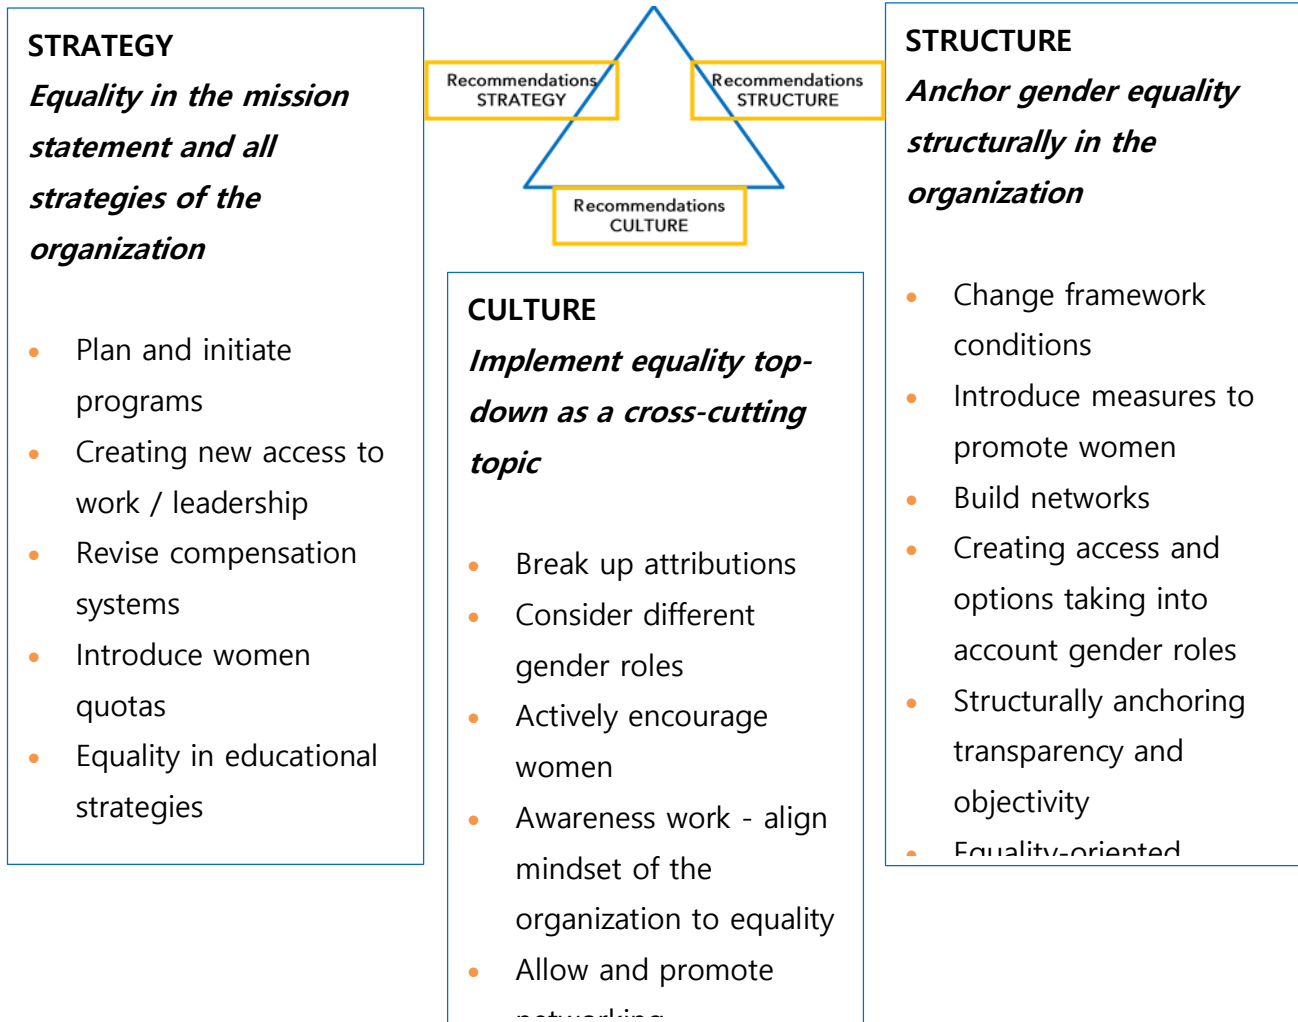 STRATEGY
Equality in the mission
statement and all
strategies of the
organization
• Plan and initiate
programs
• Creating new access to
work / leadership
• Revise compensation
systems
• Introduce women
quotas
• Equality in educational
strategies
Recommendations
STRATEGY
Recommendations
STRUCTURE
Recommendations
CULTURE
CULTURE
Implement equality top-
down as a cross-cutting
topic
• Break up attributions
• Consider different
gender roles
• Actively encourage
women
• Awareness work - align
mindset of the
organization to equality
• Allow and promote
networking
STRUCTURE
Anchor gender equality
structurally in the
organization
• Change framework
conditions
• Introduce measures to
promote women
• Build networks
• Creating access and
options taking into
account gender roles
• Structurally anchoring
transparency and
objectivity
• Equality-oriented